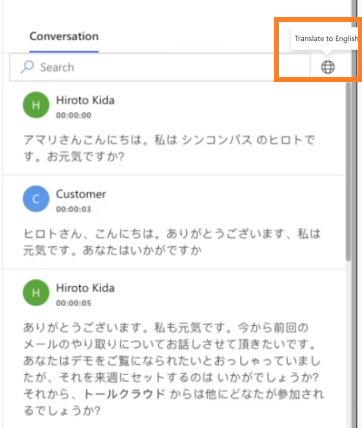 Translate to English
Conversation
Search
H
Hiroto Kida
00:00:00
アマリさんこんにちは。私は シンコンバス のヒロトで
す。お元気ですか?
C
Customer
00:00:03
ヒロトさん、こんにちは。ありがとうございます、私は
元気です。あなたはいかがですか
H
Hiroto Kida
00:00:05
ありがとうございます。私も元気です。今から前回の
メールのやり取りについてお話しさせて頂きたいです。
あなたはデモをご覧になられたいとおっしゃっていまし
たが、それを来週にセットするのは いかがでしょうか?
それから、トールクラウド からは他にどなたが参加され
るでしょうか?